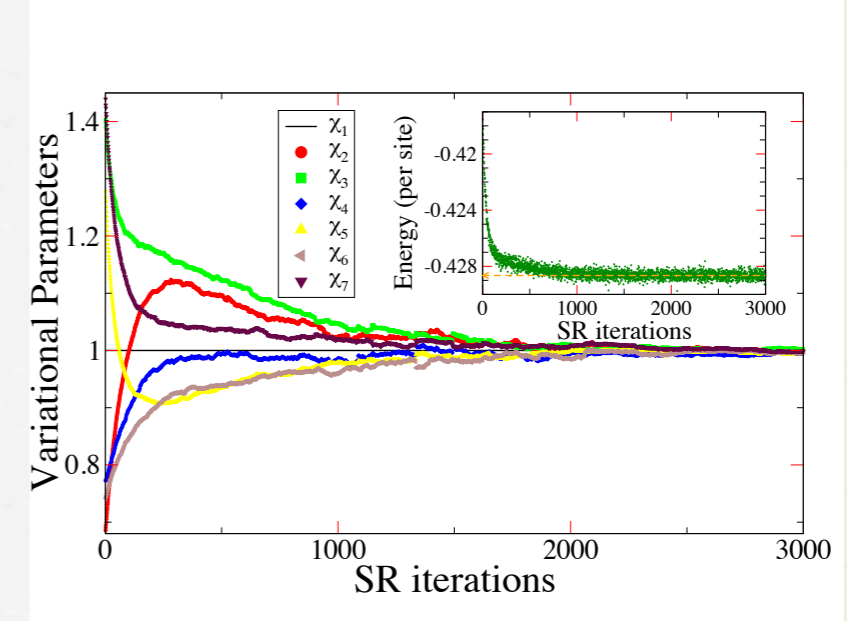 Variational Parameters
1.4
1.2
1
0.8
0
1000
2000
3000
SR iterations
χ1
χ2
χ3
χ4
χ5
χ6
χ7
Energy (per site)
-0.42
-0.424
-0.428
0
1000
2000
3000
SR iterations